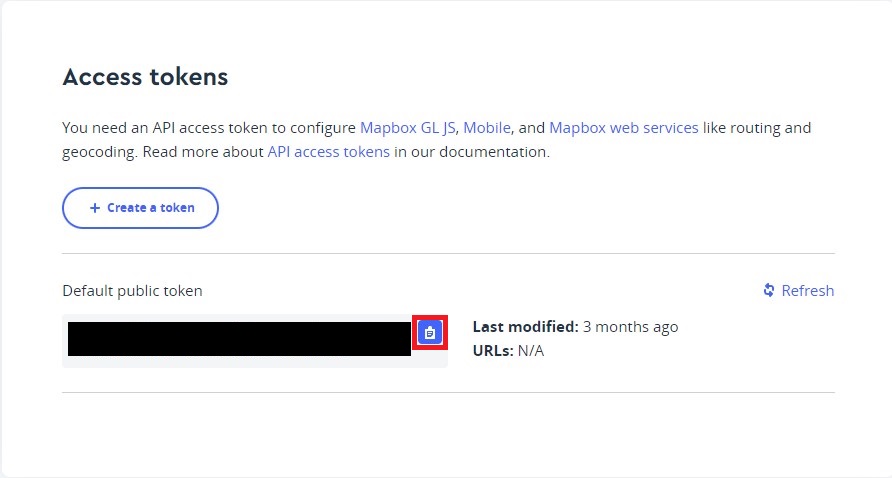 Access tokens
You need an API access token to configure Mapbox GL JS, Mobile, and Mapbox web services like routing and
geocoding. Read more about API access tokens in our documentation.
+ Create a token
Default public token
Refresh
Last modified: 3 months ago
URLs: N/A